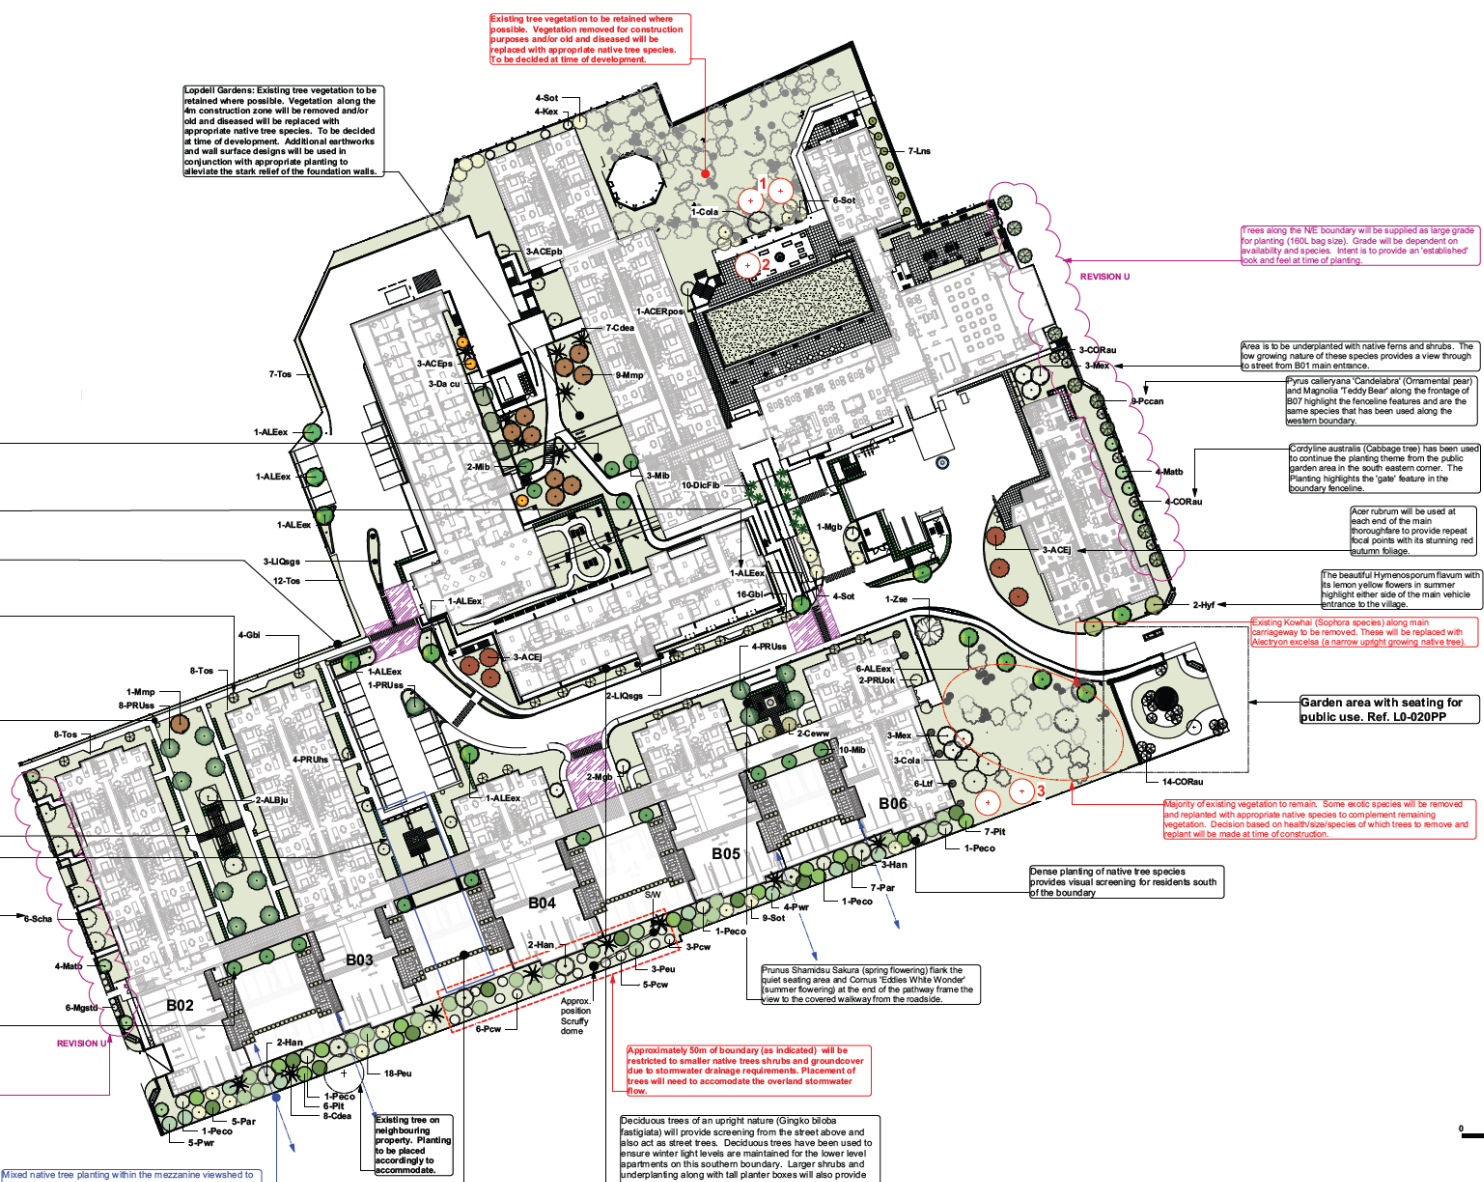 Existing tree vegetation to be retained where
possible. Vegetation removed for construction
purposes and/or old and diseased will be
replaced with appropriate native tree species.
To be decided at time of development.
Lopdell Gardens: Existing tree vegetation to be
retained where possible. Vegetation along the
4m construction zone will be removed and/or
old and diseased will be replaced with
appropriate native tree species. To be decided
at time of development. Additional earthworks
and wall surface designs will be used in
conjunction with appropriate planting to
alleviate the stark relief of the foundation walls.
4-Sot
4-Kex
7-Lns
1
6-Sot
1-Cola
2
3-ACEpb
1-ACERpos
Trees along the N/E boundary will be supplied as large grade
for planting (160L bag size). Grade will be dependent on
availability and species. Intent is to provide an 'established'
look and feel at time of planting.
REVISION U
7-Cdea
3-ACEps
9-Mmp
3-Da cu
7-Tos
3-CORau
3-Mex
Area is to be underplanted with native ferns and shrubs. The
low growing nature of these species provides a view through
to street from B01 main entrance.
9-Pccan
Pyrus calleryana 'Candelabra' (Ornamental pear)
and Magnolia 'Teddy Bear' along the frontage of
B07 highlight the fenceline features and are the
same species that has been used along the
western boundary.
1-ALEex
1-ALEex
1-ALEex
2-Mib
3-Mib
10-DicFib
1-Mgb
4-Matb
4-CORau
Cordyline australis (Cabbage tree) has been used
to continue the planting theme from the public
garden area in the south eastern corner. The
Planting highlights the 'gate' feature in the
boundary fenceline.
Acer rubrum will be used at
each end of the main
thoroughfare to provide repeat
focal points with its stunning red
autumn foliage.
3-ACEj
3-LIQsgs
12-Tos
1-ALEex
16-Gbi
4-Sot
1-Zse
1-ALEex
The beautiful Hymenosporum flavum with
its lemon yellow flowers in summer
highlight either side of the main vehicle
entrance to the village.
2-Hyf
Existing Kowhai (Sophora species) along main
carriageway to be removed. These will be replaced with
Alectryon excelsa (a narrow upright growing native tree).
4-Gbi
8-Tos
3-ACEj
4-PRUss
6-ALEex
2-PRUok
1-ALEex
1-PRUss
2-LIQsgs
1-Mmp
8-PRUss
8-Tos
Garden area with seating for
public use. Ref. L0-020PP
2-Ceww
3-Mex
10-Mib
3-Cola
4-PRUhs
2-Mgb
6-Ltf
14-CORau
2-ALBju
1-ALEex
3
B06
Majority of existing vegetation to remain. Some exotic species will be removed
and replanted with appropriate native species to complement remaining
vegetation. Decision based on health/size/species of which trees to remove and
replant will be made at time of construction.
7-Pit
1-Peco
B05
3-Han
7-Par
1-Peco
4-Pwr
9-Sot
1-Peco
Dense planting of native tree species
provides visual screening for residents south
of the boundary
S/W
B04
6-Scha
2-Han
3-Pcw
3-Peu
5-Pcw
B03
4-Matb
Prunus Shamidsu Sakura (spring flowering) flank the
quiet seating area and Cornus 'Eddies White Wonder'
(summer flowering) at the end of the pathway frame the
view to the covered walkway from the roadside.
6-Mgstd
B02
Approx.
position
Scruffy
dome
6-Pcw
REVISION U
2-Han
Approximately 50m of boundary (as indicated) will be
restricted to smaller native trees shrubs and groundcover
due to stormwater drainage requirements. Placement of
trees will need to accomodate the overland stormwater
flow.
18-Peu
1-Peco
6-Pit
8-Cdea
5-Par
1-Peco
5-Pwr
Existing tree on
neighbouring
property. Planting
to be placed
accordingly to
accommodate.
Deciduous trees of an upright nature (Gingko biloba
fastigiata) will provide screening from the street above and
also act as street trees. Deciduous trees have been used to
ensure winter light levels are maintained for the lower level
apartments on this southern boundary. Larger shrubs and
underplanting along with tall planter boxes will also provide
Mixed native tree planting within the mezzanine viewshed to
0